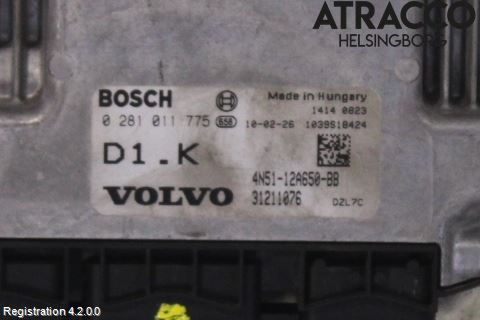 ATRACCO
HELSINGBORG
BOSCH
Made in Hungary
1414 0823
0 281 011 775 656 10-02-26 1039S18424
D1.K
4N51-12A650-BB
VOLVO 31211076 DZL7C
Registration 4.2.0.0